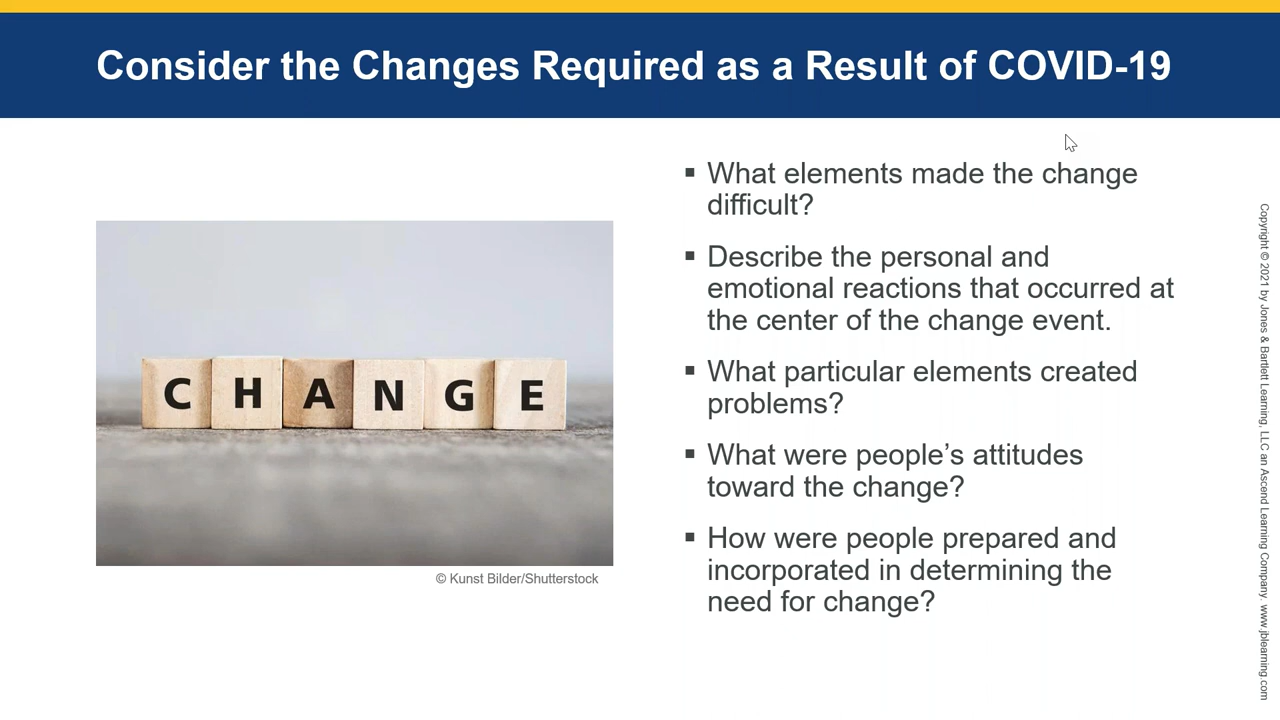 Consider the Changes Required as a Result of COVID-19
CHANGE
© Kunst Bilder/Shutterstock
▪ What elements made the change
difficult?
▪ Describe the personal and
emotional reactions that occurred at
the center of the change event.
▪ What particular elements created
problems?
▪ What were people’s attitudes
toward the change?
▪ How were people prepared and
incorporated in determining the
need for change?
Copyright © 2021 by Jones & Bartlett Learning, LLC an Ascend Learning Company. www.jblearning.com